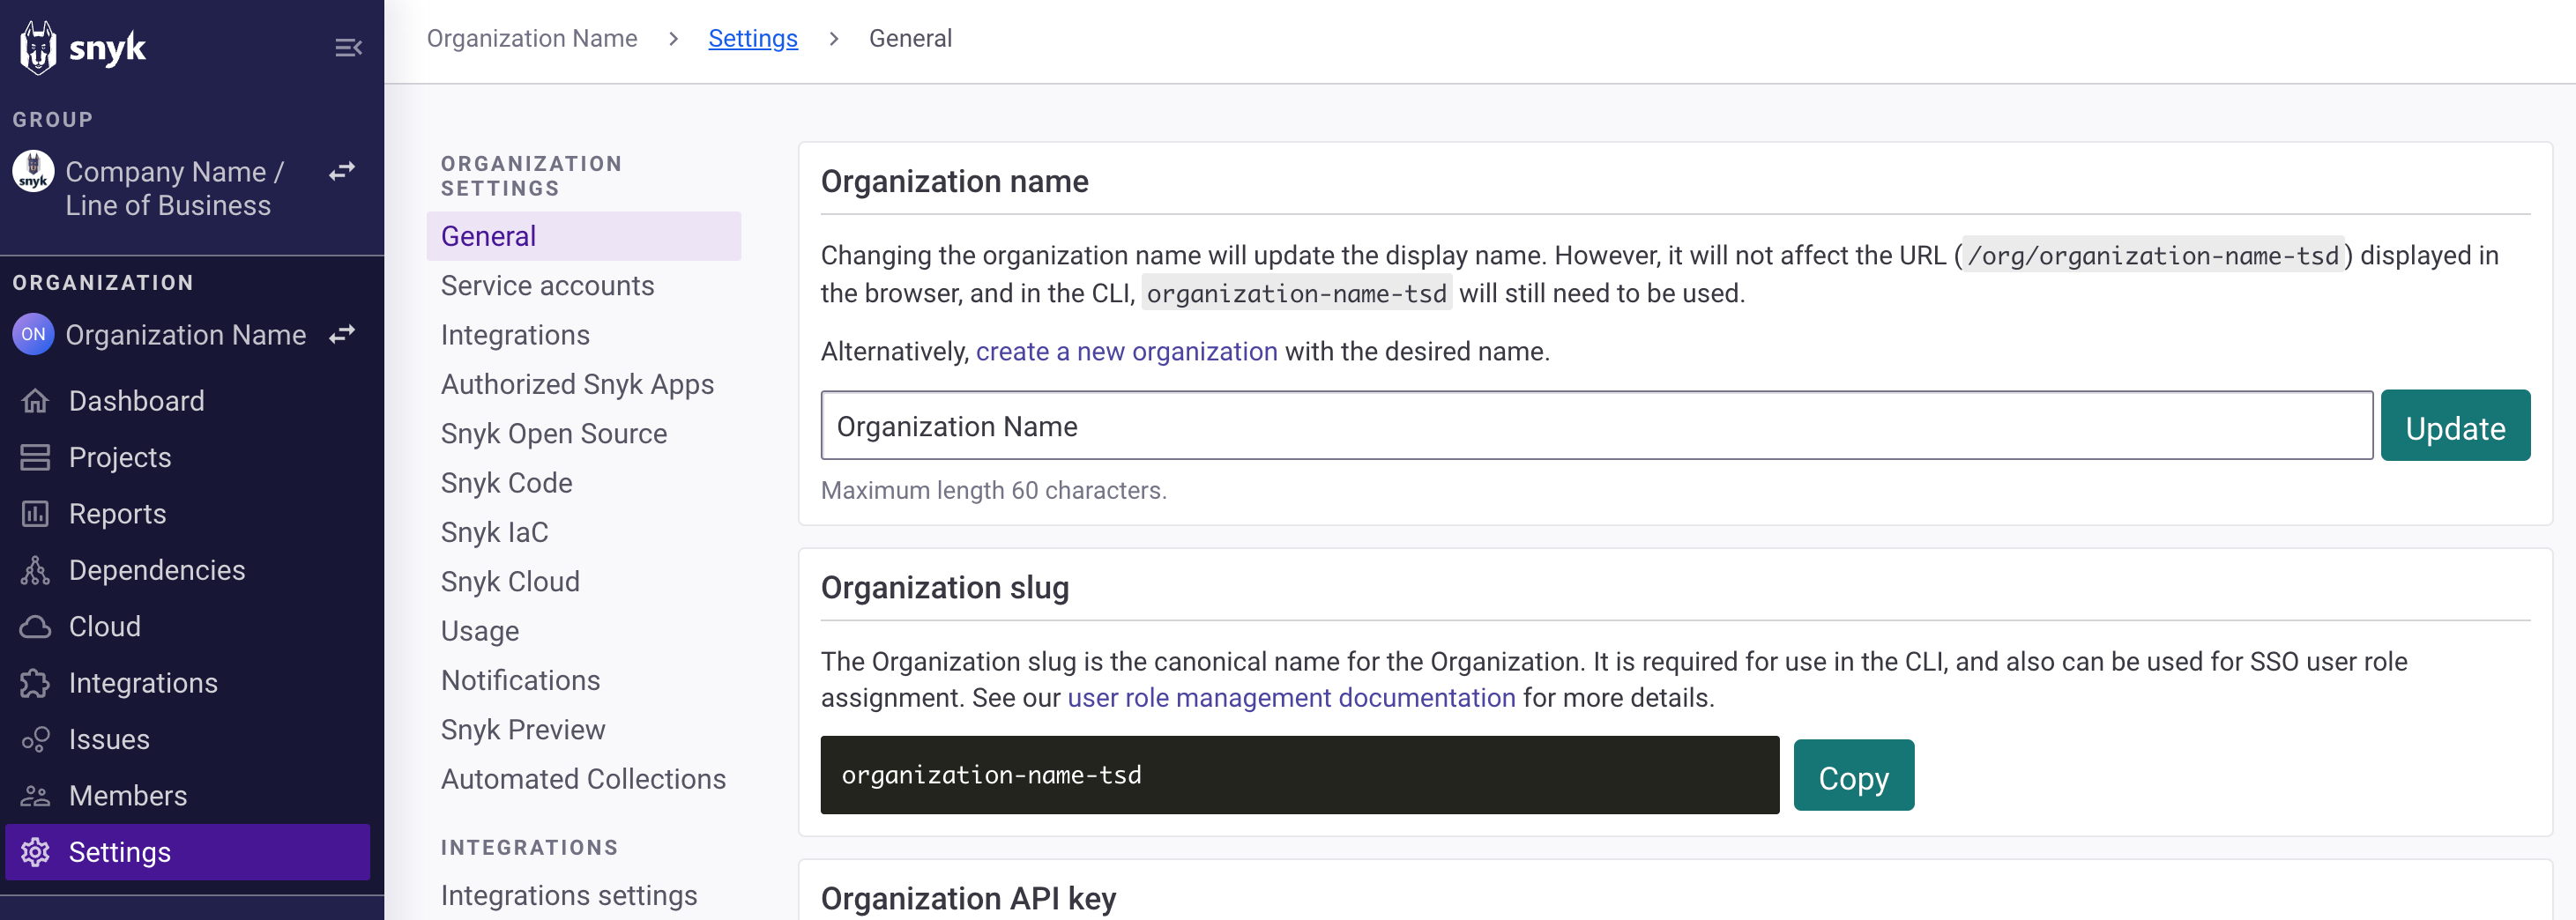 snyk
GROUP
snyk
Company Name /
Line of Business
ORGANIZATION
ON
Organization Name
Dashboard
Projects
Reports
Dependencies
Cloud
Integrations
Issues
Members
Settings
Organization Name > Settings > General
ORGANIZATION
SETTINGS
General
Service accounts
Integrations
Authorized Snyk Apps
Snyk Open Source
Snyk Code
Snyk IaC
Snyk Cloud
Usage
Notifications
Snyk Preview
Automated Collections
INTEGRATIONS
Integrations settings
Organization name
Changing the organization name will update the display name. However, it will not affect the URL (/org/organization-name-tsd) displayed in
the browser, and in the CLI, organization-name-tsd will still need to be used.
Alternatively, create a new organization with the desired name.
Organization Name
Update
Maximum length 60 characters.
Organization slug
The Organization slug is the canonical name for the Organization. It is required for use in the CLI, and also can be used for SSO user role
assignment. See our user role management documentation for more details.
organization-name-tsd
Copy
Organization API key